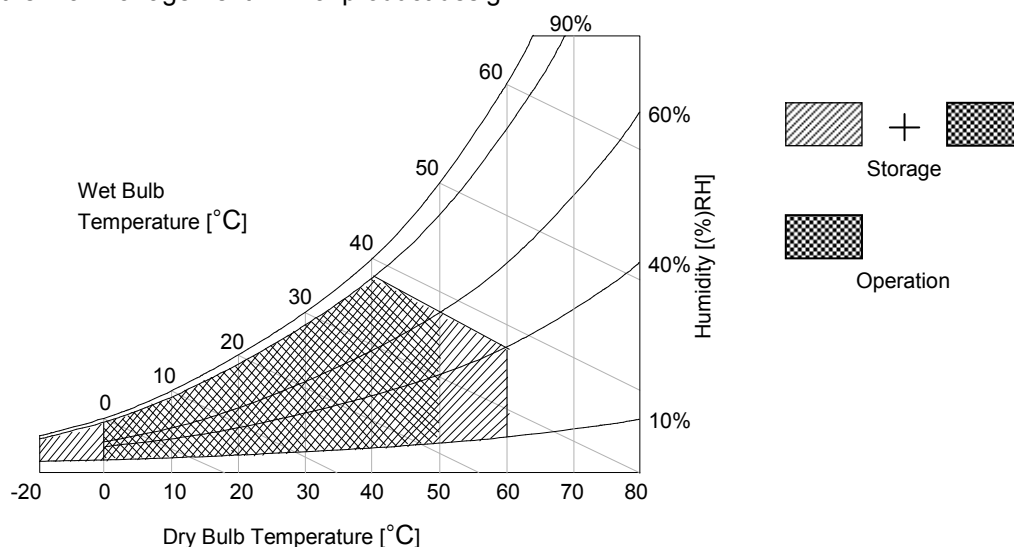 90%
60
60%
50
Wet Bulb
Temperature [°C]
Storage
40
40%
Humidity [(%)RH]
30
Operation
20
10
0
10%
-20 0 10 20 30 40 50 60 70 80
Dry Bulb Temperature [°C]